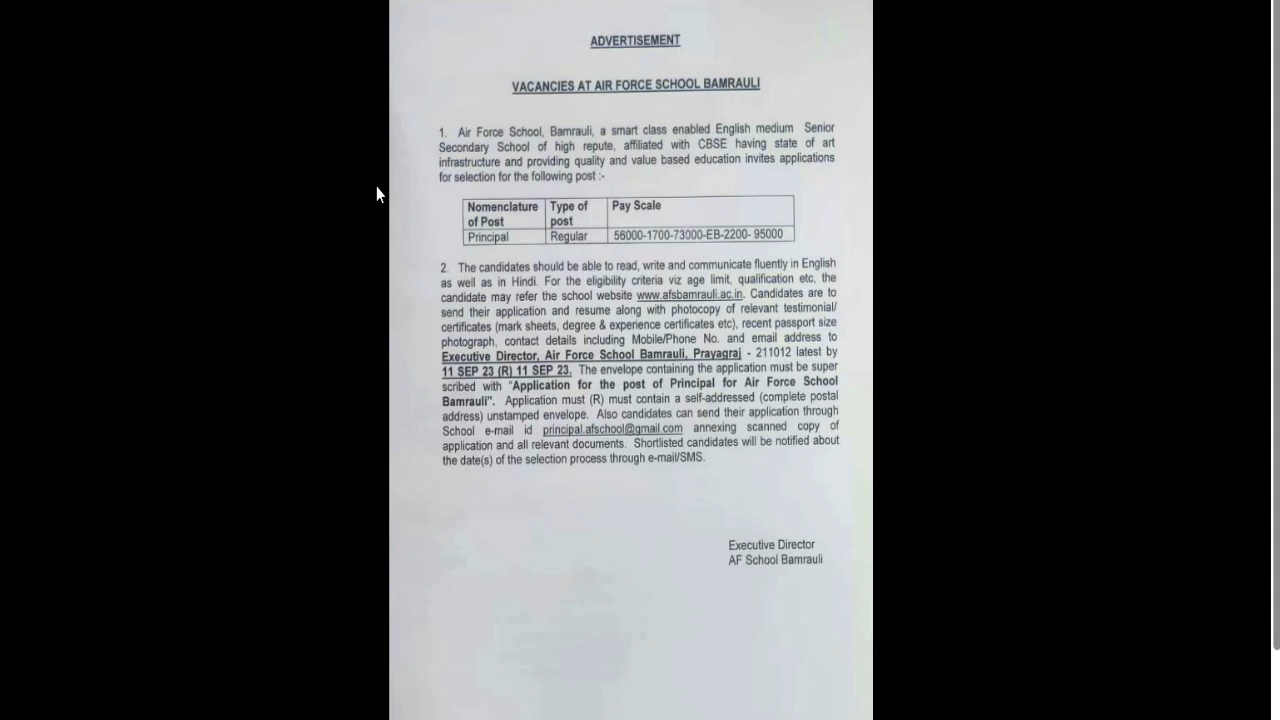 ADVERTISEMENT
VACANCIES AT AIR FORCE SCHOOL BAMRAULI
1. Air Force School, Bamrauli, a smart class enabled English medium Senior
Secondary School of high repute, affiliated with CBSE having state of art
infrastructure and providing quality and value based education invites applications
for selection for the following post :-
Nomenclature of Post Type of post Pay Scale
Principal Regular 56000-1700-73000-EB-2200- 95000
2. The candidates should be able to read, write and communicate fluently in English
as well as in Hindi. For the eligibility criteria viz age limit, qualification etc, the
candidate may refer the school website www.afsbamrauli.ac.in. Candidates are to
send their application and resume along with photocopy of relevant testimonial/
certificates (mark sheets, degree & experience certificates etc), recent passport size
photograph, contact details including Mobile/Phone No. and email address to
Executive Director, Air Force School Bamrauli, Prayagraj - 211012 latest by
11 SEP 23 (R) 11 SEP 23. The envelope containing the application must be super
scribed with "Application for the post of Principal for Air Force School
Bamrauli". Application must (R) must contain a self-addressed (complete postal
address) unstamped envelope. Also candidates can send their application through
School e-mail id principal.afschool@gmail.com annexing scanned copy of
application and all relevant documents. Shortlisted candidates will be notified about
the date(s) of the selection process through e-mail/SMS.
Executive Director
AF School Bamrauli